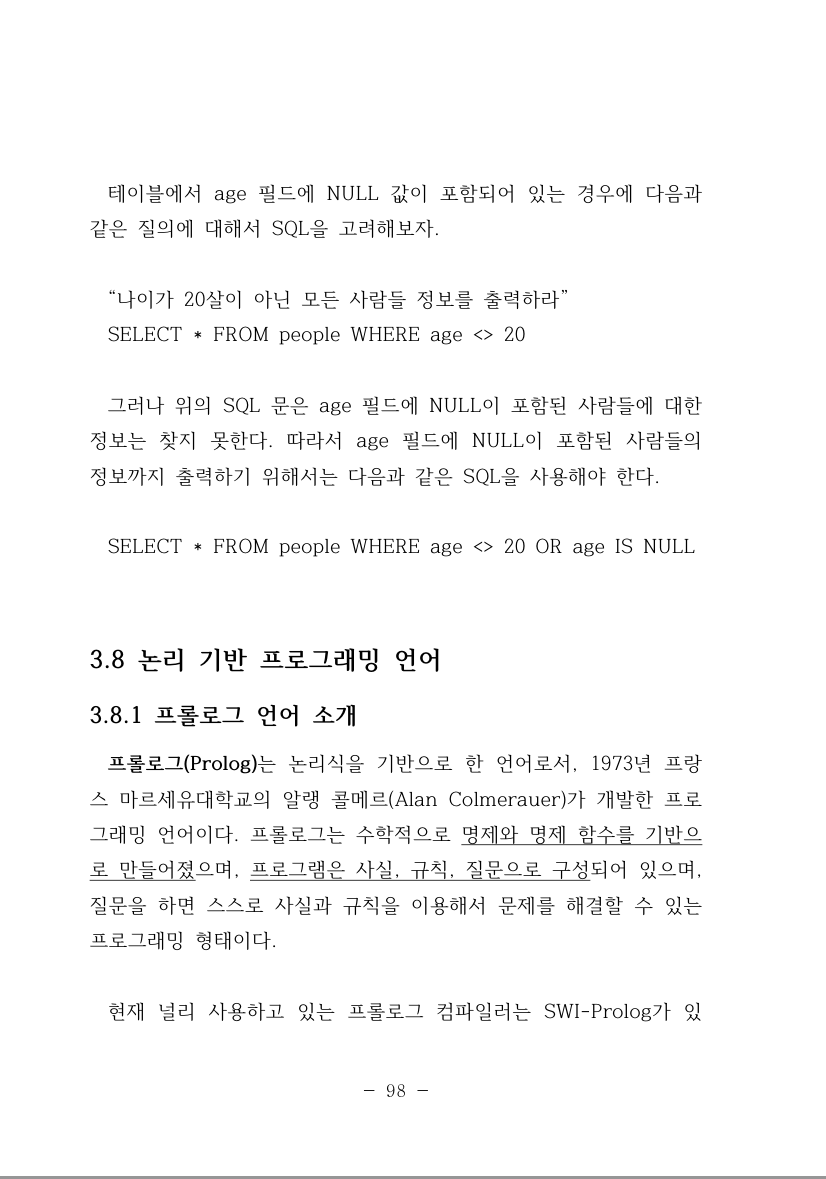 테이블에서 age 필드에 NULL 값이 포함되어 있는 경우에 다음과
같은 질의에 대해서 SQL을 고려해보자.
“나이가 20살이 아닌 모든 사람들 정보를 출력하라”
SELECT * FROM people WHERE age <> 20
그러나 위의 SQL 문은 age 필드에 NULL이 포함된 사람들에 대한
정보는 찾지 못한다. 따라서 age 필드에 NULL이 포함된 사람들의
정보까지 출력하기 위해서는 다음과 같은 SQL을 사용해야 한다.
SELECT * FROM people WHERE age <> 20 OR age IS NULL
3.8 논리 기반 프로그래밍 언어
3.8.1 프롤로그 언어 소개
프롤로그(Prolog)는 논리식을 기반으로 한 언어로서, 1973년 프랑
스 마르세유대학교의 알랭 콜메르(Alan Colmerauer)가 개발한 프로
그래밍 언어이다. 프롤로그는 수학적으로 명제와 명제 함수를 기반으
로 만들어졌으며, 프로그램은 사실, 규칙, 질문으로 구성되어 있으며,
질문을 하면 스스로 사실과 규칙을 이용해서 문제를 해결할 수 있는
프로그래밍 형태이다.
현재 널리 사용하고 있는 프롤로그 컴파일러는 SWI-Prolog가 있
- 98 -